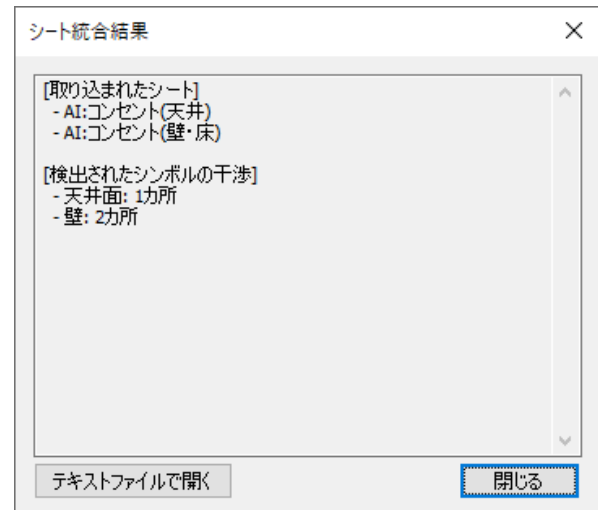 シート統合結果
[取り込まれたシート]
- AI:コンセント(天井)
- AI:コンセント(壁・床)
[検出されたシンボルの干渉]
- 天井面: 1カ所
- 壁: 2カ所
テキストファイルで開く
閉じる